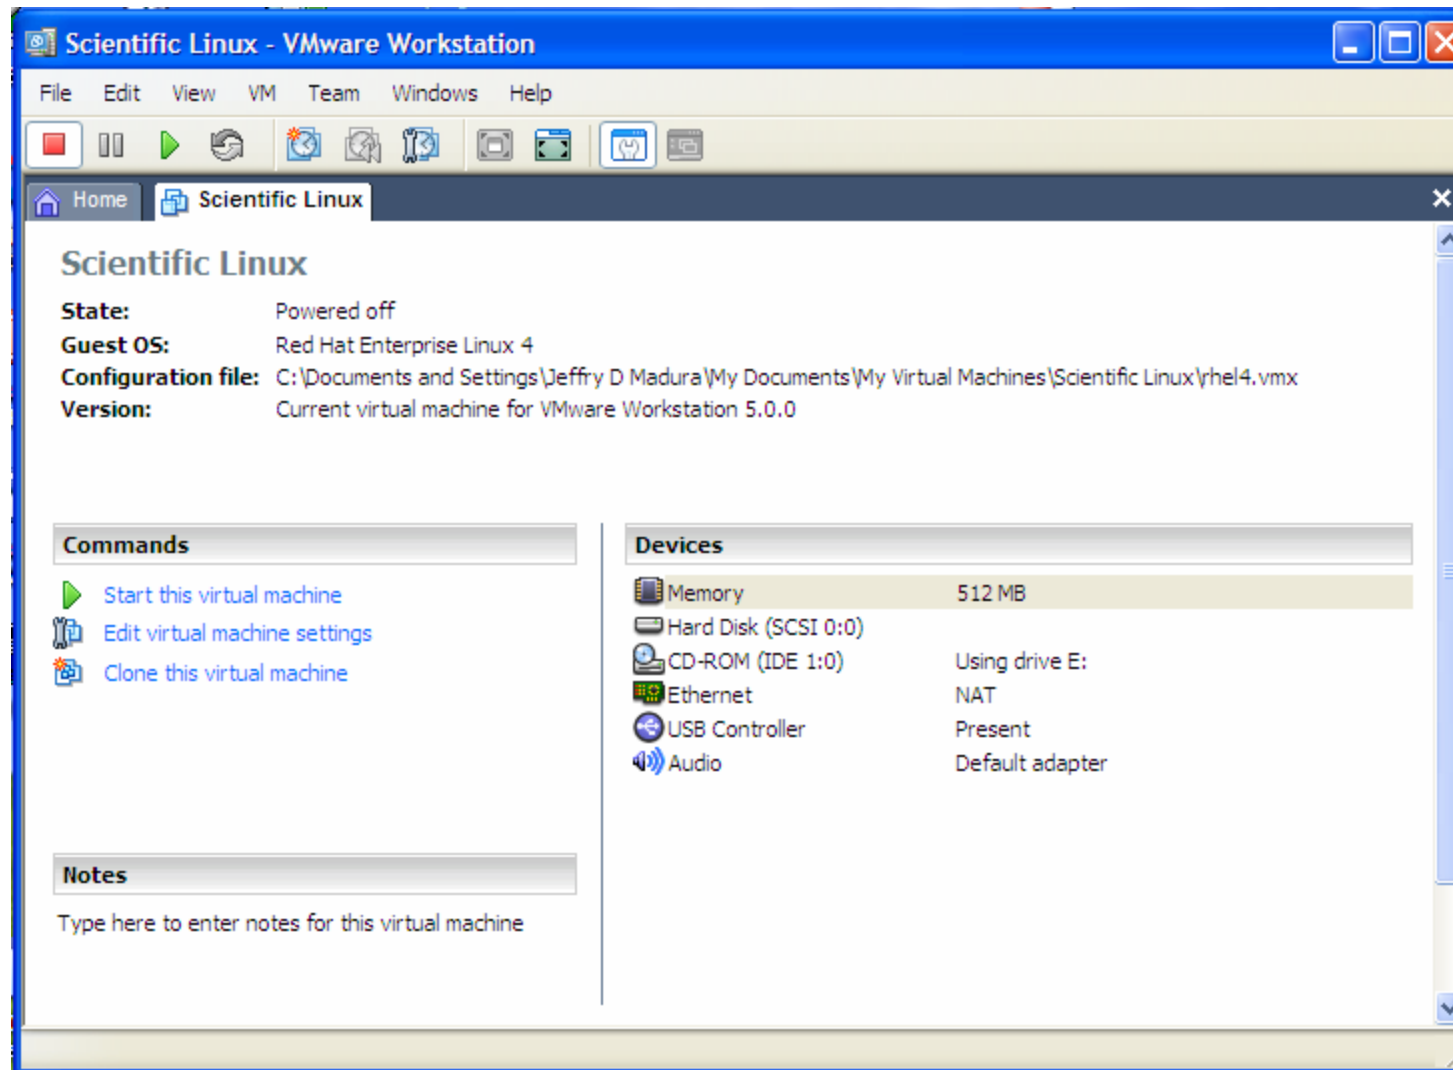 Scientific Linux - VMware Workstation
File Edit View VM Team Windows Help
Home Scientific Linux
Scientific Linux
State: Powered off
Guest OS: Red Hat Enterprise Linux 4
Configuration file: C:\Documents and Settings\Jeffry D Madura\My Documents\My Virtual Machines\Scientific Linux\rhel4.vmx
Version: Current virtual machine for VMware Workstation 5.0.0
Commands
Start this virtual machine
Edit virtual machine settings
Clone this virtual machine
Notes
Type here to enter notes for this virtual machine
Devices
Memory 512 MB
Hard Disk (SCSI 0:0)
CD-ROM (IDE 1:0) Using drive E:
Ethernet NAT
USB Controller Present
Audio Default adapter